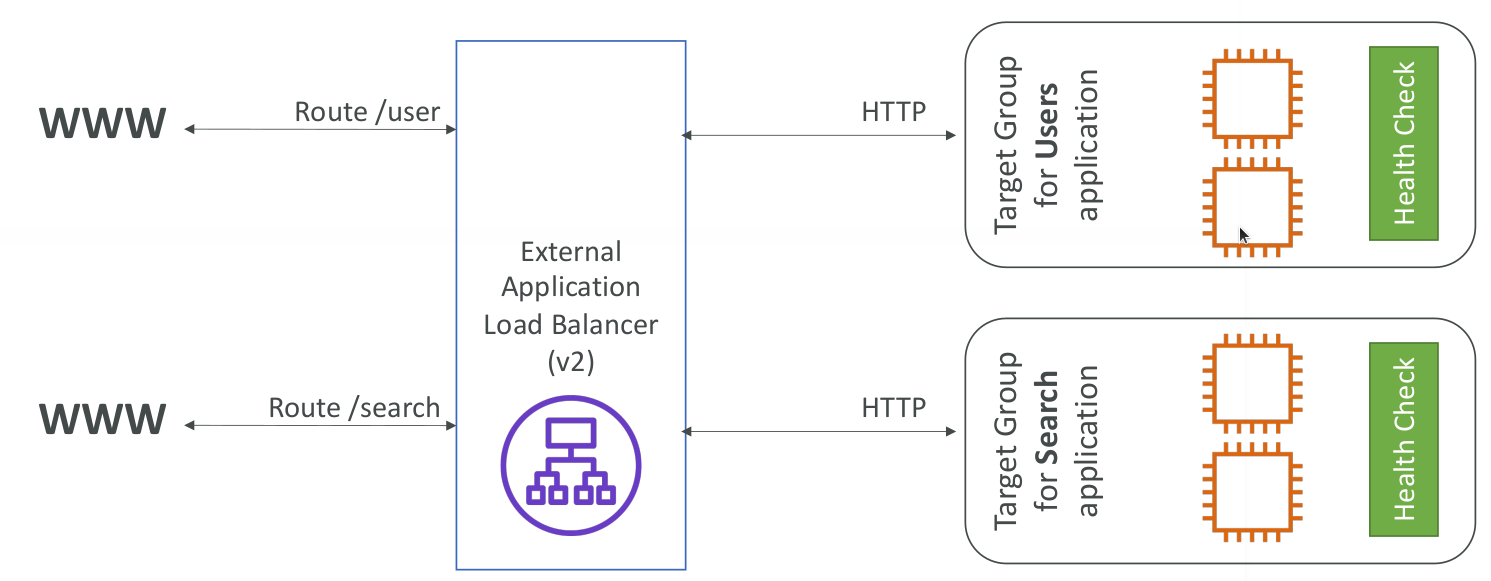 WWW
Route /user
HTTP
Target Group
for Users
application
Health Check
External
Application
Load Balancer
(v2)
WWW
Route /search
HTTP
Target Group
for Search
application
Health Check